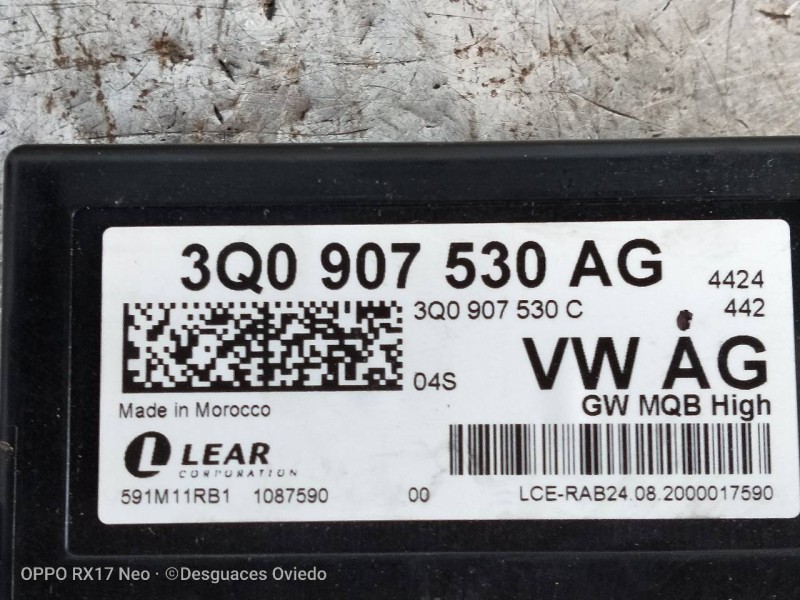 3Q0 907 530 AG
4424
3Q0 907 530 C
442
04S
VW AG
GW MQB High
Made in Morocco
LEAR
CORPORATION
591M11RB1 1087590 00 LCE-RAB24.08.2000017590
OPPO RX17 Neo · ©Desguaces Oviedo